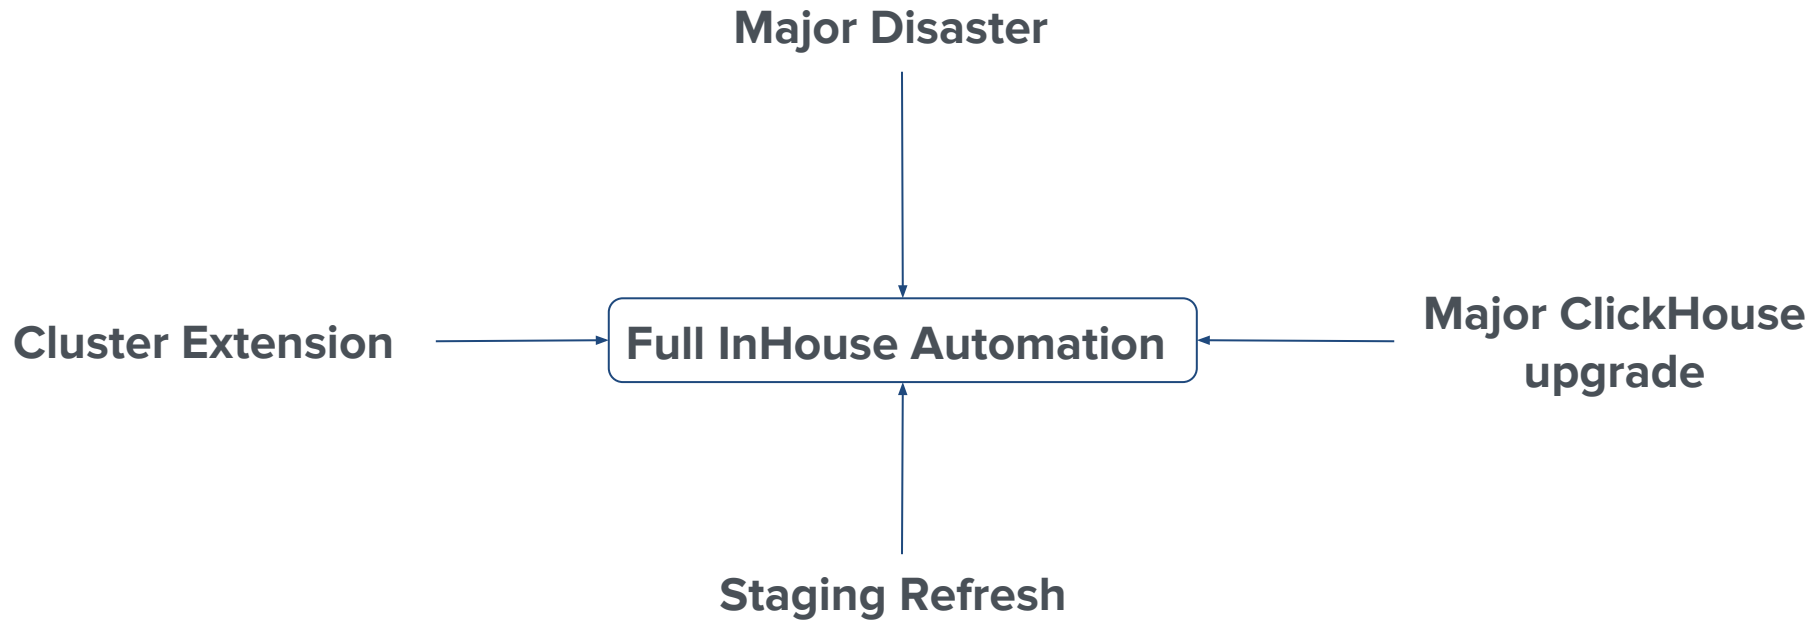 Major Disaster
Cluster Extension
Full InHouse Automation
Major ClickHouse
upgrade
Staging Refresh